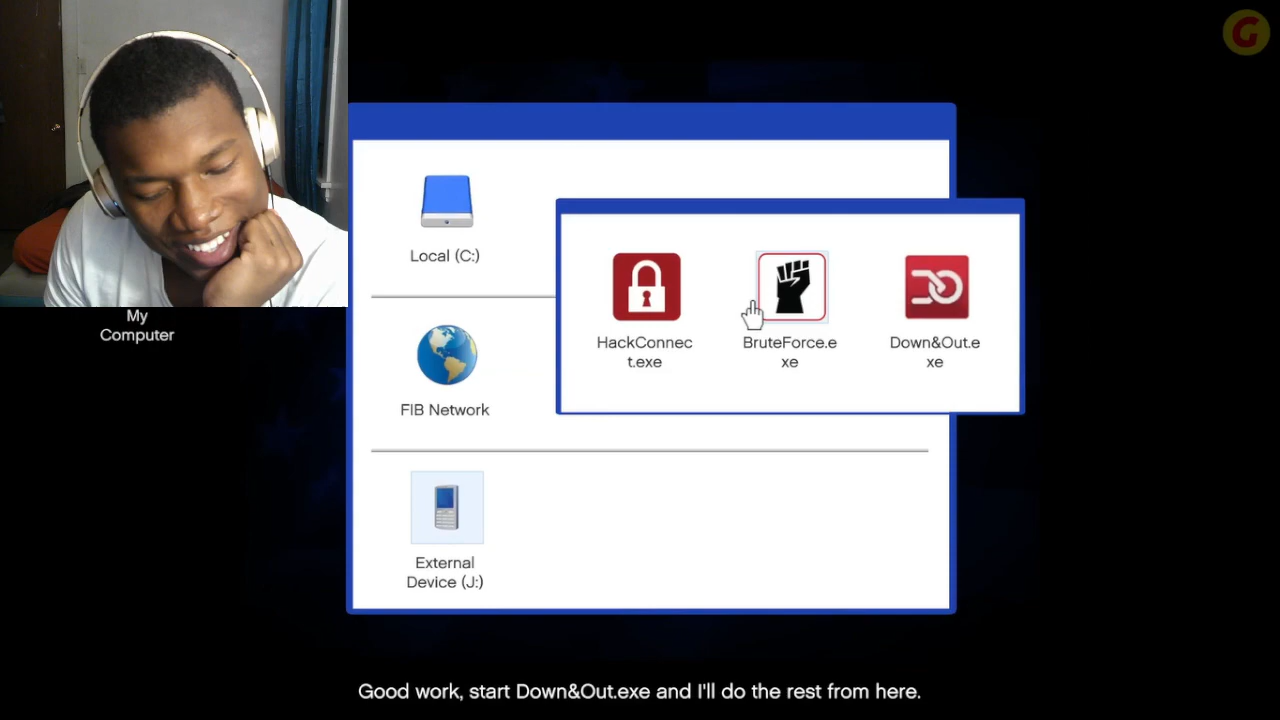 G
My
Computer
Local (C:)
FIB Network
External
Device (J:)
HackConnec
t.exe
BruteForce.e
xe
Down&Out.e
xe
Good work, start Down&Out.exe and I'll do the rest from here.